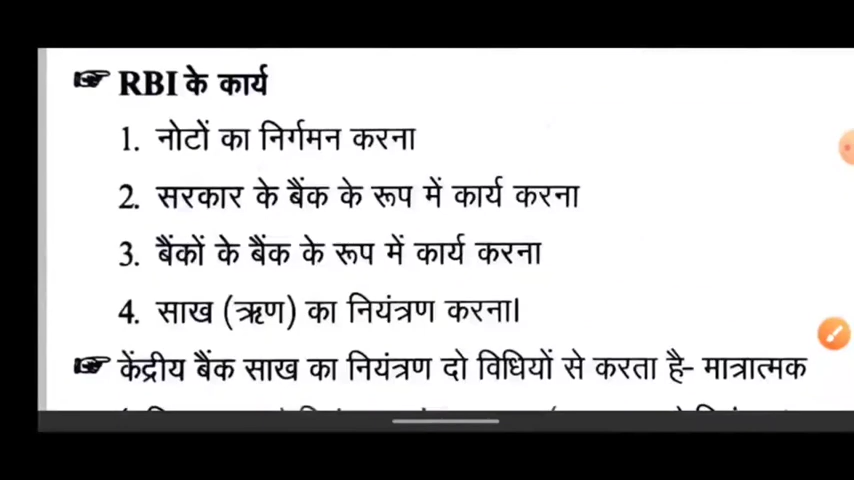 ☞ RBI के कार्य
1. नोटों का निर्गमन करना
2. सरकार के बैंक के रूप में कार्य करना
3. बैंकों के बैंक के रूप में कार्य करना
4. साख (ऋण) का नियंत्रण करना।
☞ केंद्रीय बैंक साख का नियंत्रण दो विधियों से करता है- मात्रात्मक